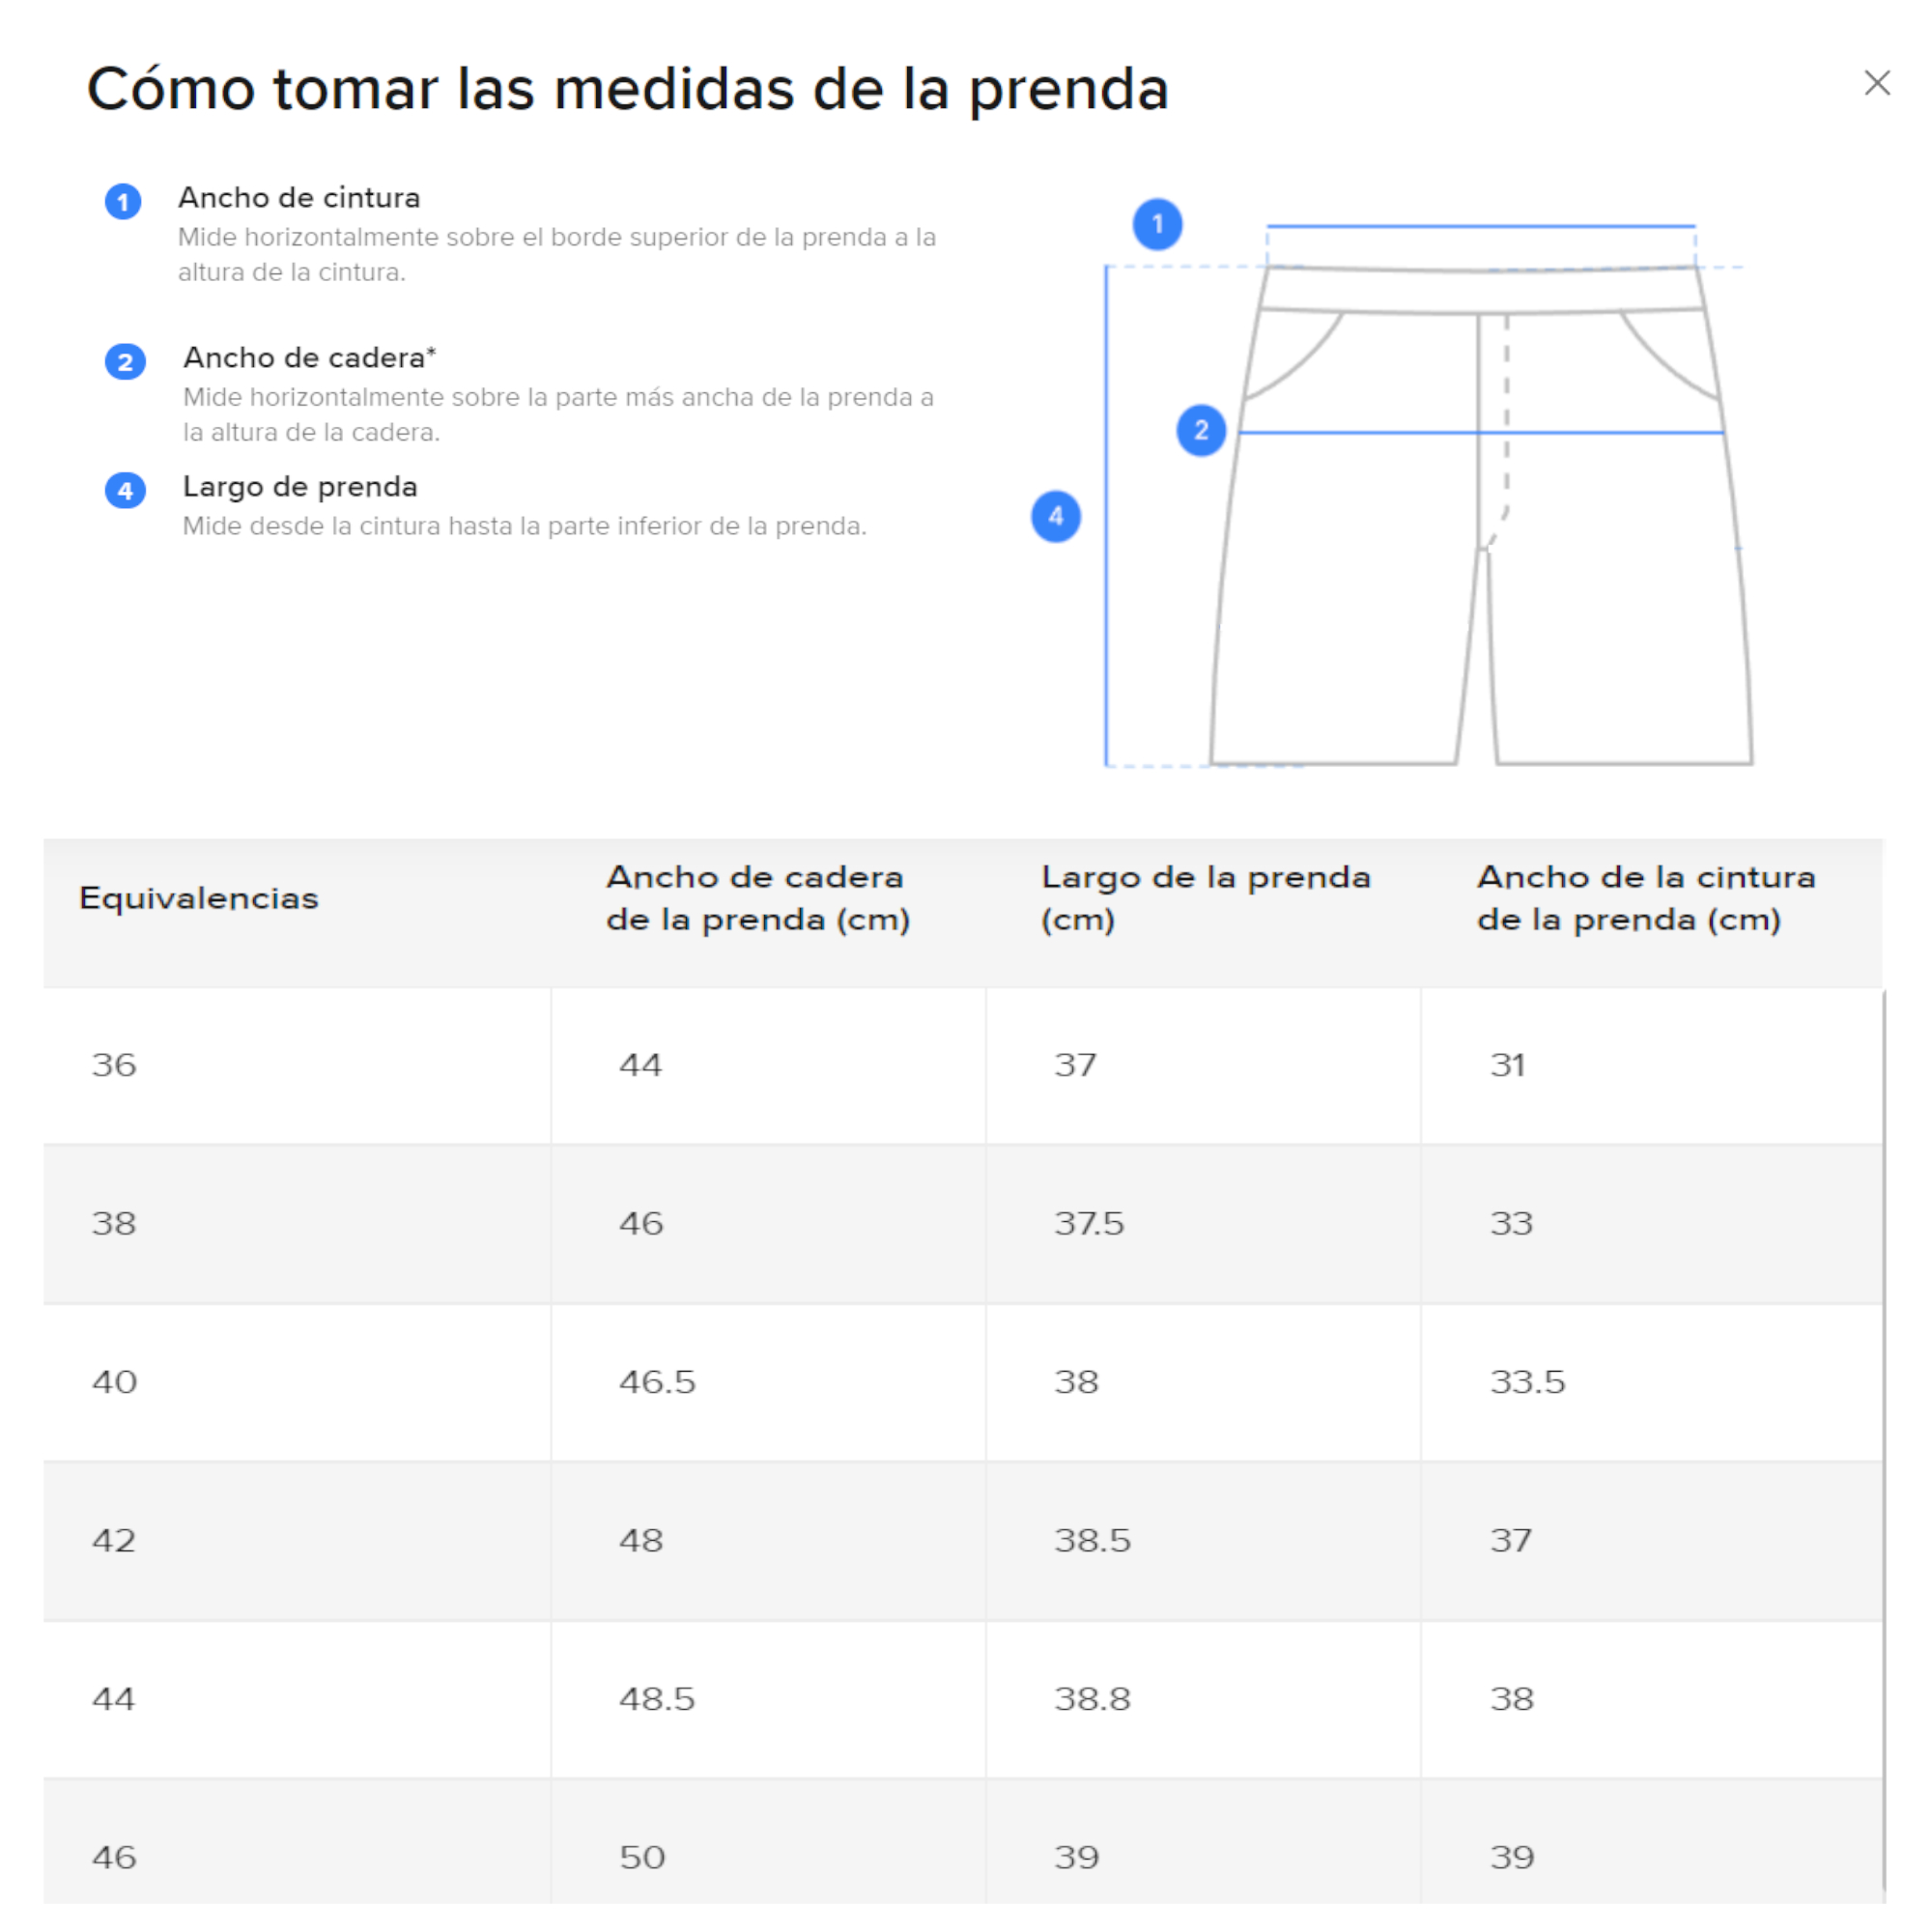 Cómo tomar las medidas de la prenda
1 Ancho de cintura
Mide horizontalmente sobre el borde superior de la prenda a la
altura de la cintura.
2 Ancho de cadera*
Mide horizontalmente sobre la parte más ancha de la prenda a
la altura de la cadera.
4 Largo de prenda
Mide desde la cintura hasta la parte inferior de la prenda.
1
2
4
Equivalencias
Ancho de cadera
de la prenda (cm)
Largo de la prenda
(cm)
Ancho de la cintura
de la prenda (cm)
36 44 37 31
38 46 37.5 33
40 46.5 38 33.5
42 48 38.5 37
44 48.5 38.8 38
46 50 39 39